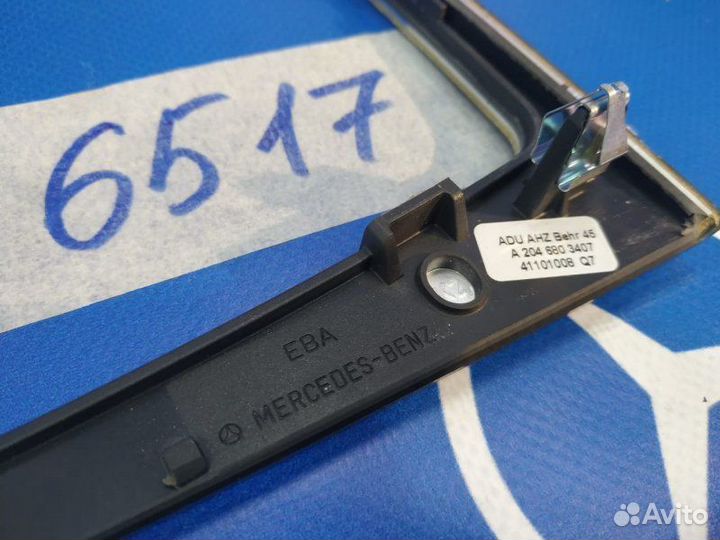 6517
ADU AHZ Behr 45
A 204 680 3407
41101008 Q7
EBA
MERCEDES-BENZ
Avito